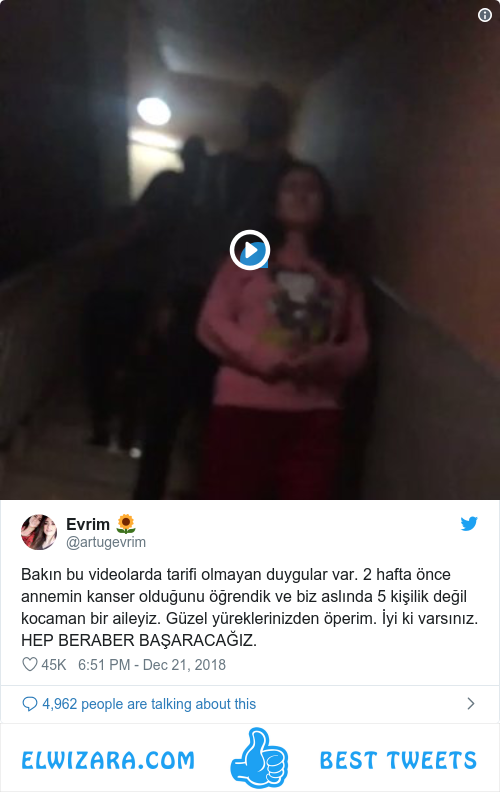 Evrim 🌻
@artugevrim
Bakın bu videolarda tarifi olmayan duygular var. 2 hafta önce
annemin kanser olduğunu öğrendik ve biz aslında 5 kişilik değil
kocaman bir aileyiz. Güzel yüreklerinizden öperim. İyi ki varsınız.
HEP BERABER BAŞARACAĞIZ.
45K 6:51 PM - Dec 21, 2018
4,962 people are talking about this
ELWIZARA.COM BEST TWEETS